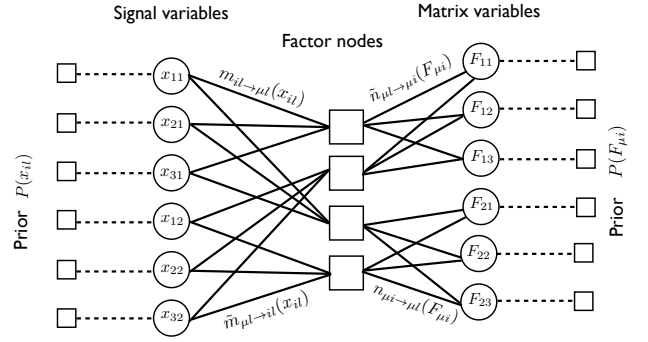 Signal variables
Matrix variables
Factor nodes
m_{il→μl}(x_{il})
ñ_{μl→μi}(F_{μi})
x_{11}
x_{21}
x_{31}
x_{12}
x_{22}
x_{32}
F_{11}
F_{12}
F_{13}
F_{21}
F_{22}
F_{23}
Prior P(x_{il})
Prior P(F_{μi})
m̃_{μl→il}(x_{il})
n_{μi→μl}(F_{μi})